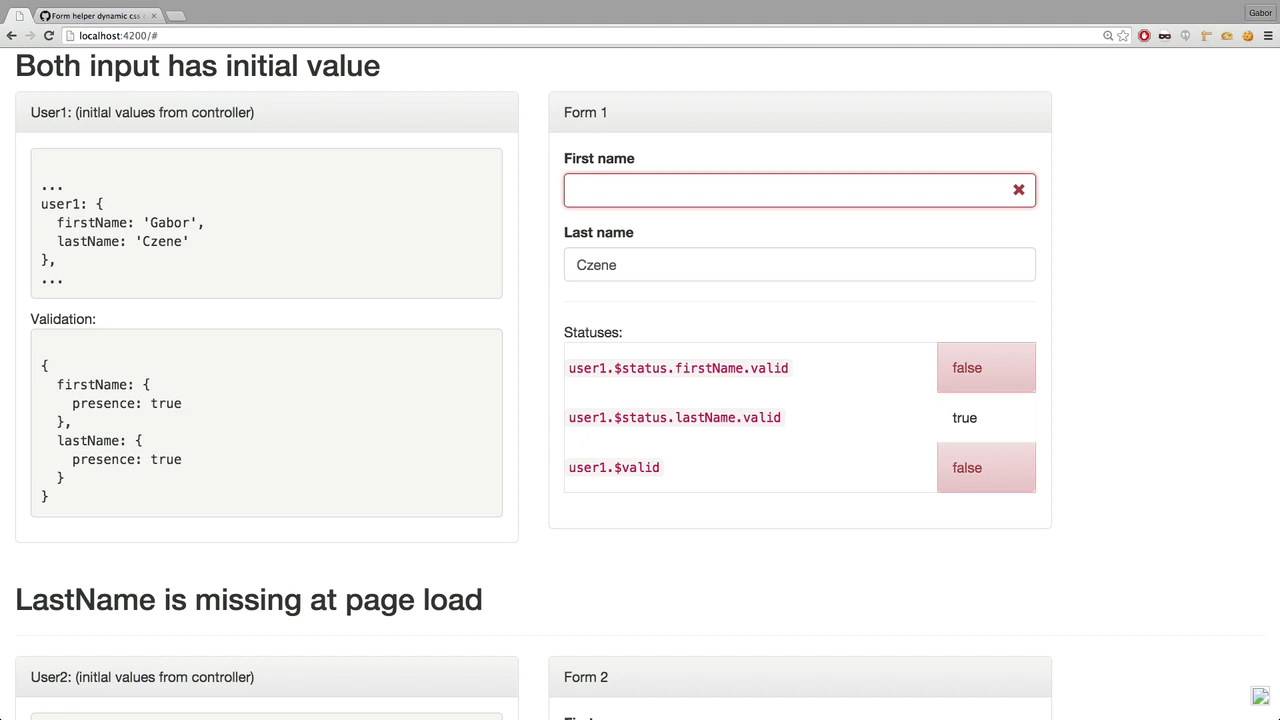 Form helper dynamic css
Gabor
localhost:4200/#
Both input has initial value
User1: (initlal values from controller)
...
user1: {
firstName: 'Gabor',
lastName: 'Czene'
},
...
Validation:
{
firstName: {
presence: true
},
lastName: {
presence: true
}
}
Form 1
First name
Last name
Czene
Statuses:
user1.$status.firstName.valid false
user1.$status.lastName.valid true
user1.$valid false
LastName is missing at page load
User2: (initlal values from controller)
Form 2